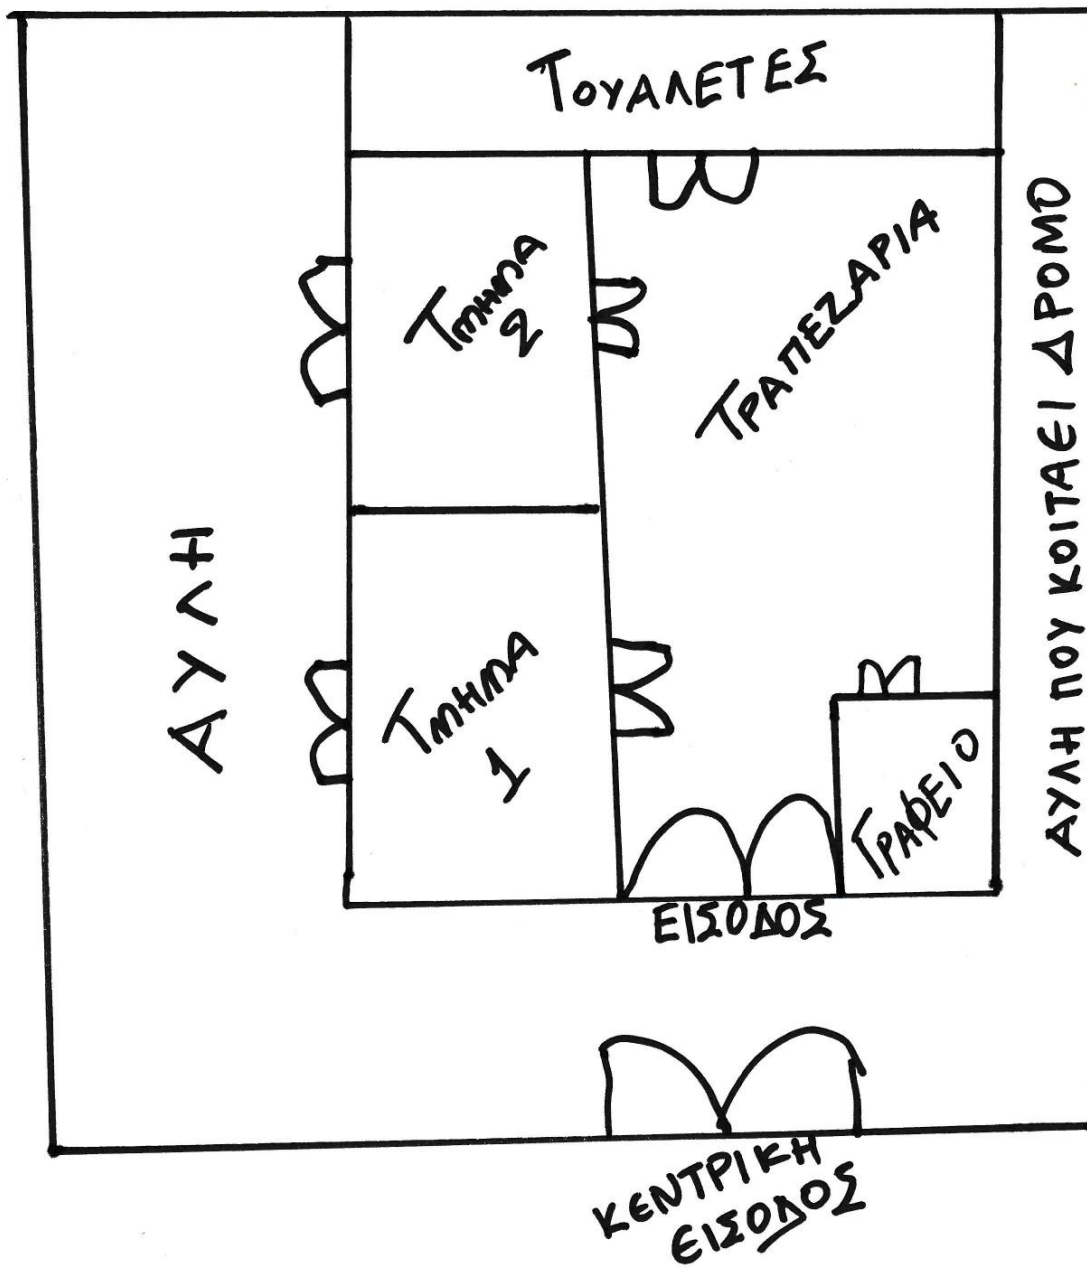 ΤΟΥΑΛΕΤΕΣ
ΤΜΗΜΑ
2
ΤΡΑΠΕΖΑΡΙΑ
ΑΥΛΗ ΠΟΥ ΚΟΙΤΑΕΙ ΔΡΟΜΟ
ΑΥΛΗ
ΤΜΗΜΑ
1
ΓΡΑΦΕΙΟ
ΕΙΣΟΔΟΣ
ΚΕΝΤΡΙΚΗ
ΕΙΣΟΔΟΣ